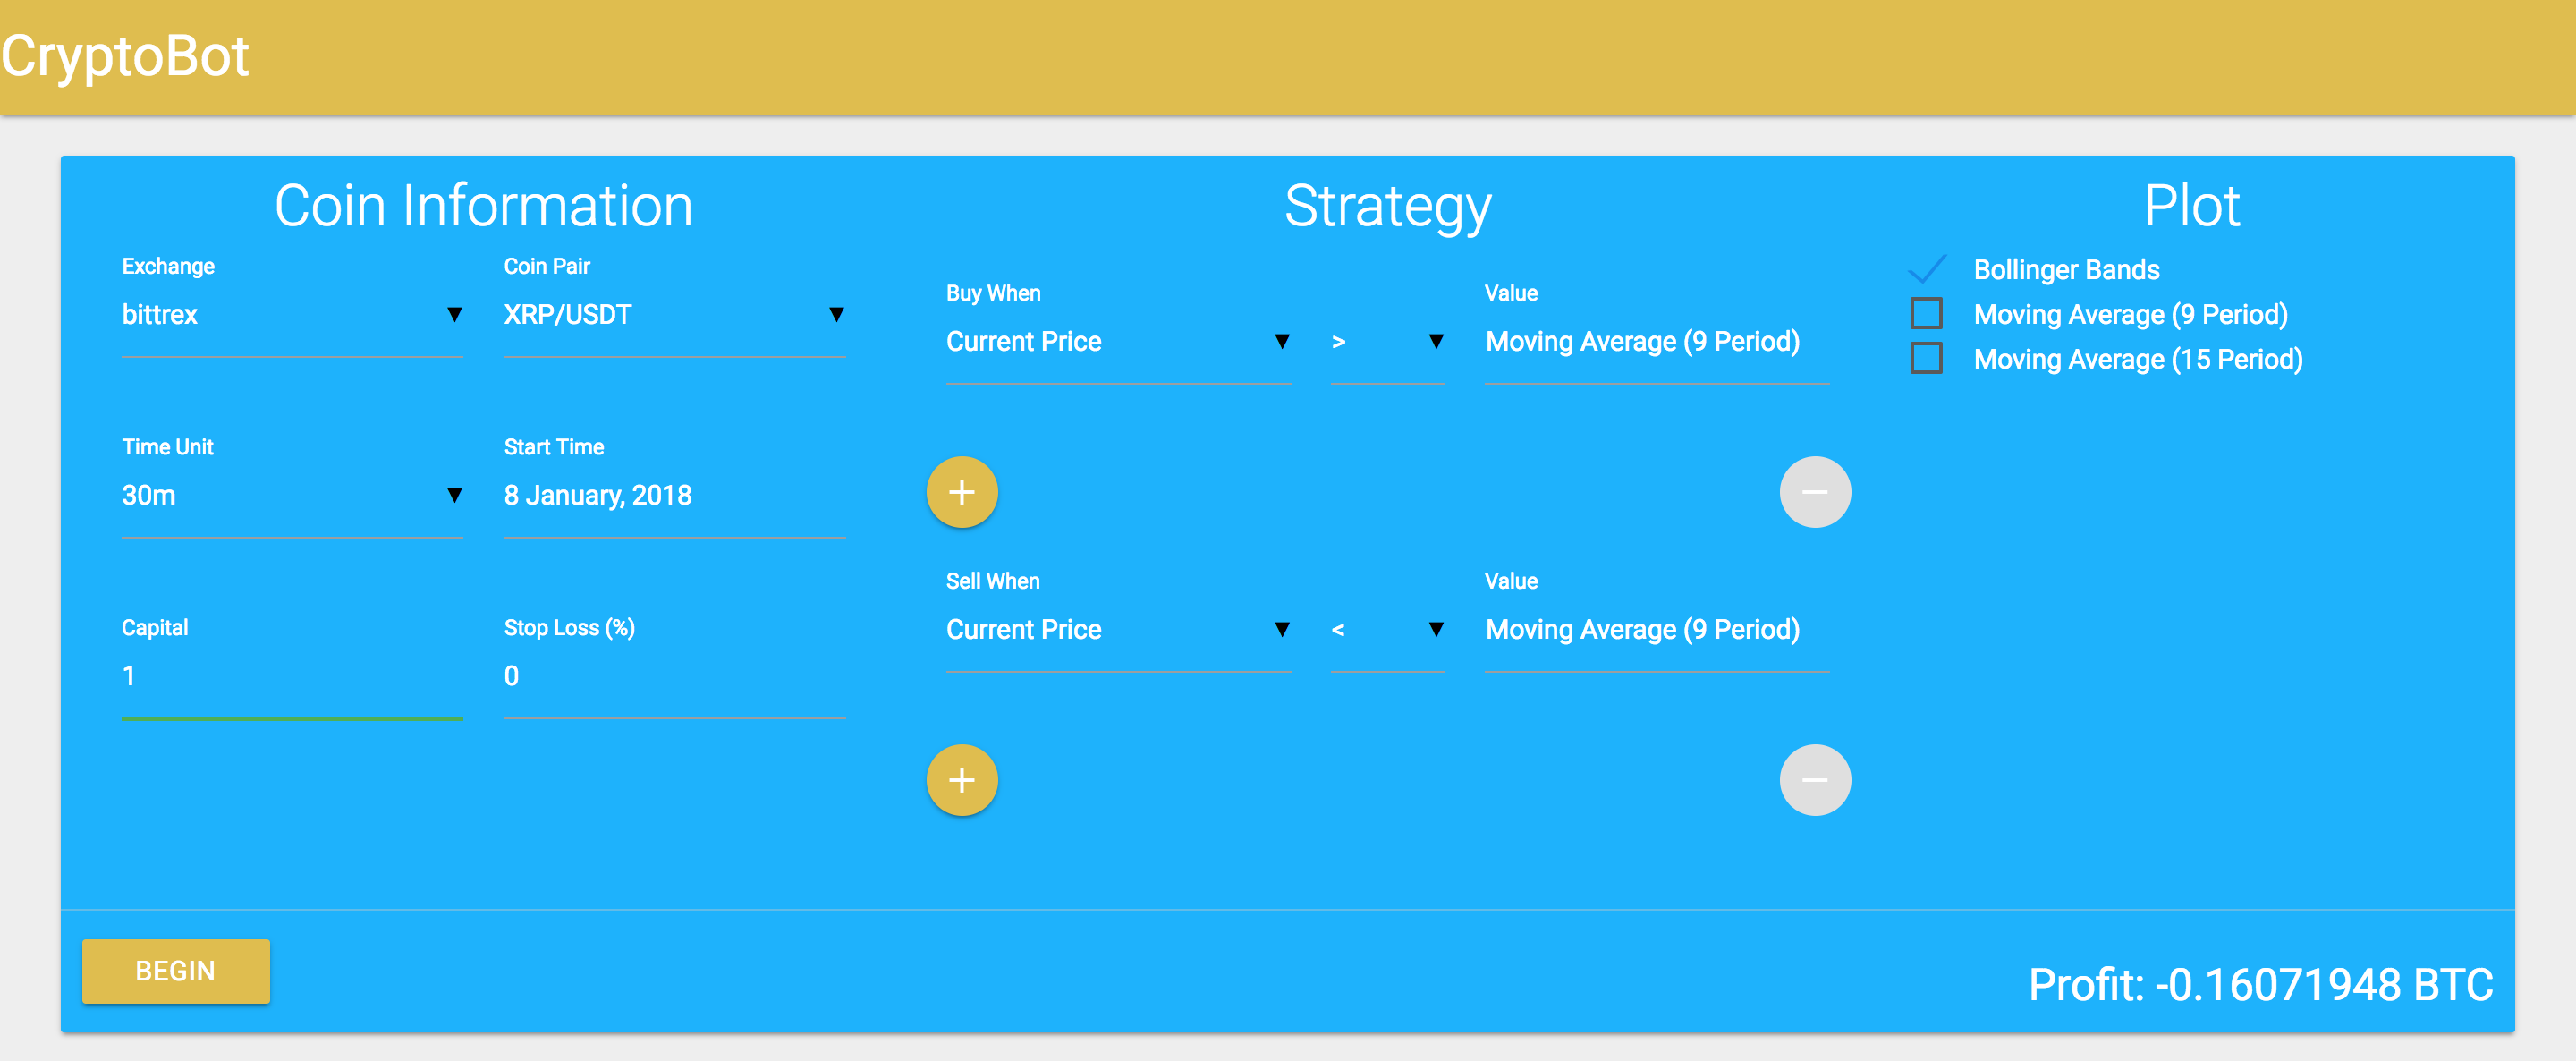 CryptoBot
Coin Information
Exchange
bittrex
Coin Pair
XRP/USDT
Time Unit
30m
Start Time
8 January, 2018
Capital
1
Stop Loss (%)
0
Strategy
Buy When
Current Price
>
Value
Moving Average (9 Period)
+
−
Sell When
Current Price
<
Value
Moving Average (9 Period)
+
−
Plot
Bollinger Bands
Moving Average (9 Period)
Moving Average (15 Period)
BEGIN
Profit: -0.16071948 BTC